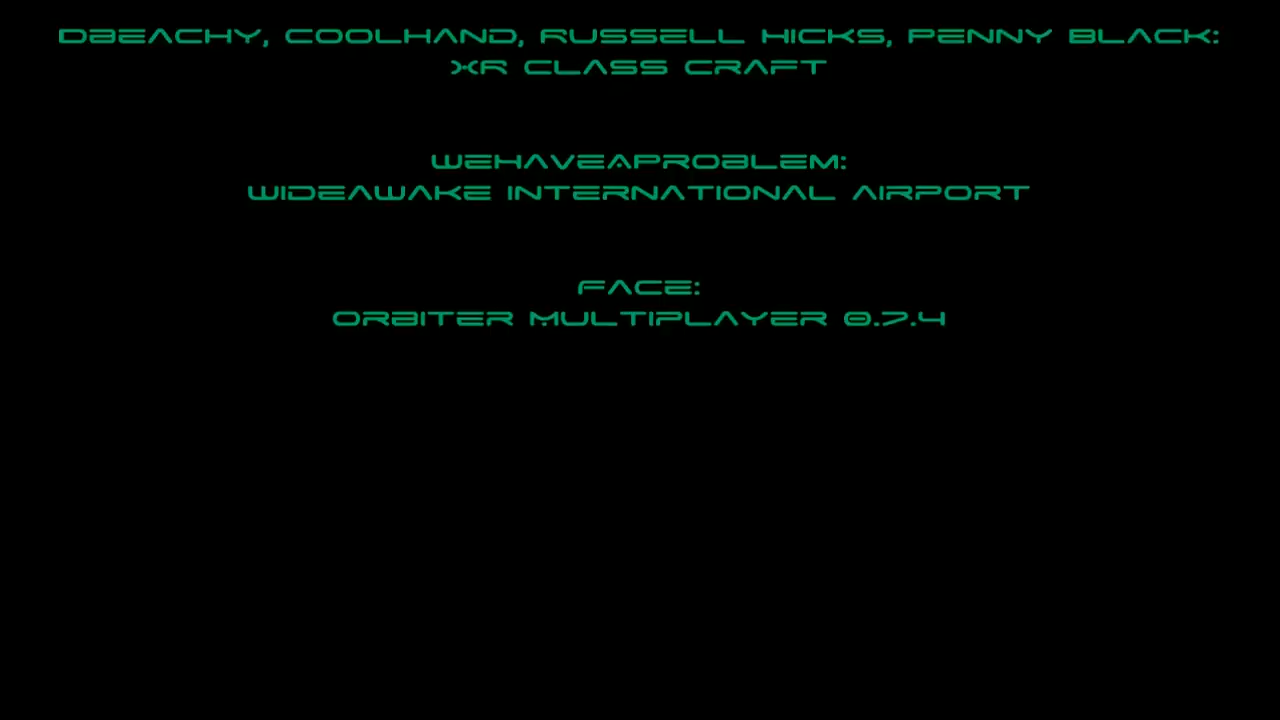 DBEACHY, COOLHAND, RUSSELL HICKS, PENNY BLACK:
XR CLASS CRAFT
WEHAVEAPROBLEM:
WIDEAWAKE INTERNATIONAL AIRPORT
FACE:
ORBITER MULTIPLAYER 0.7.4